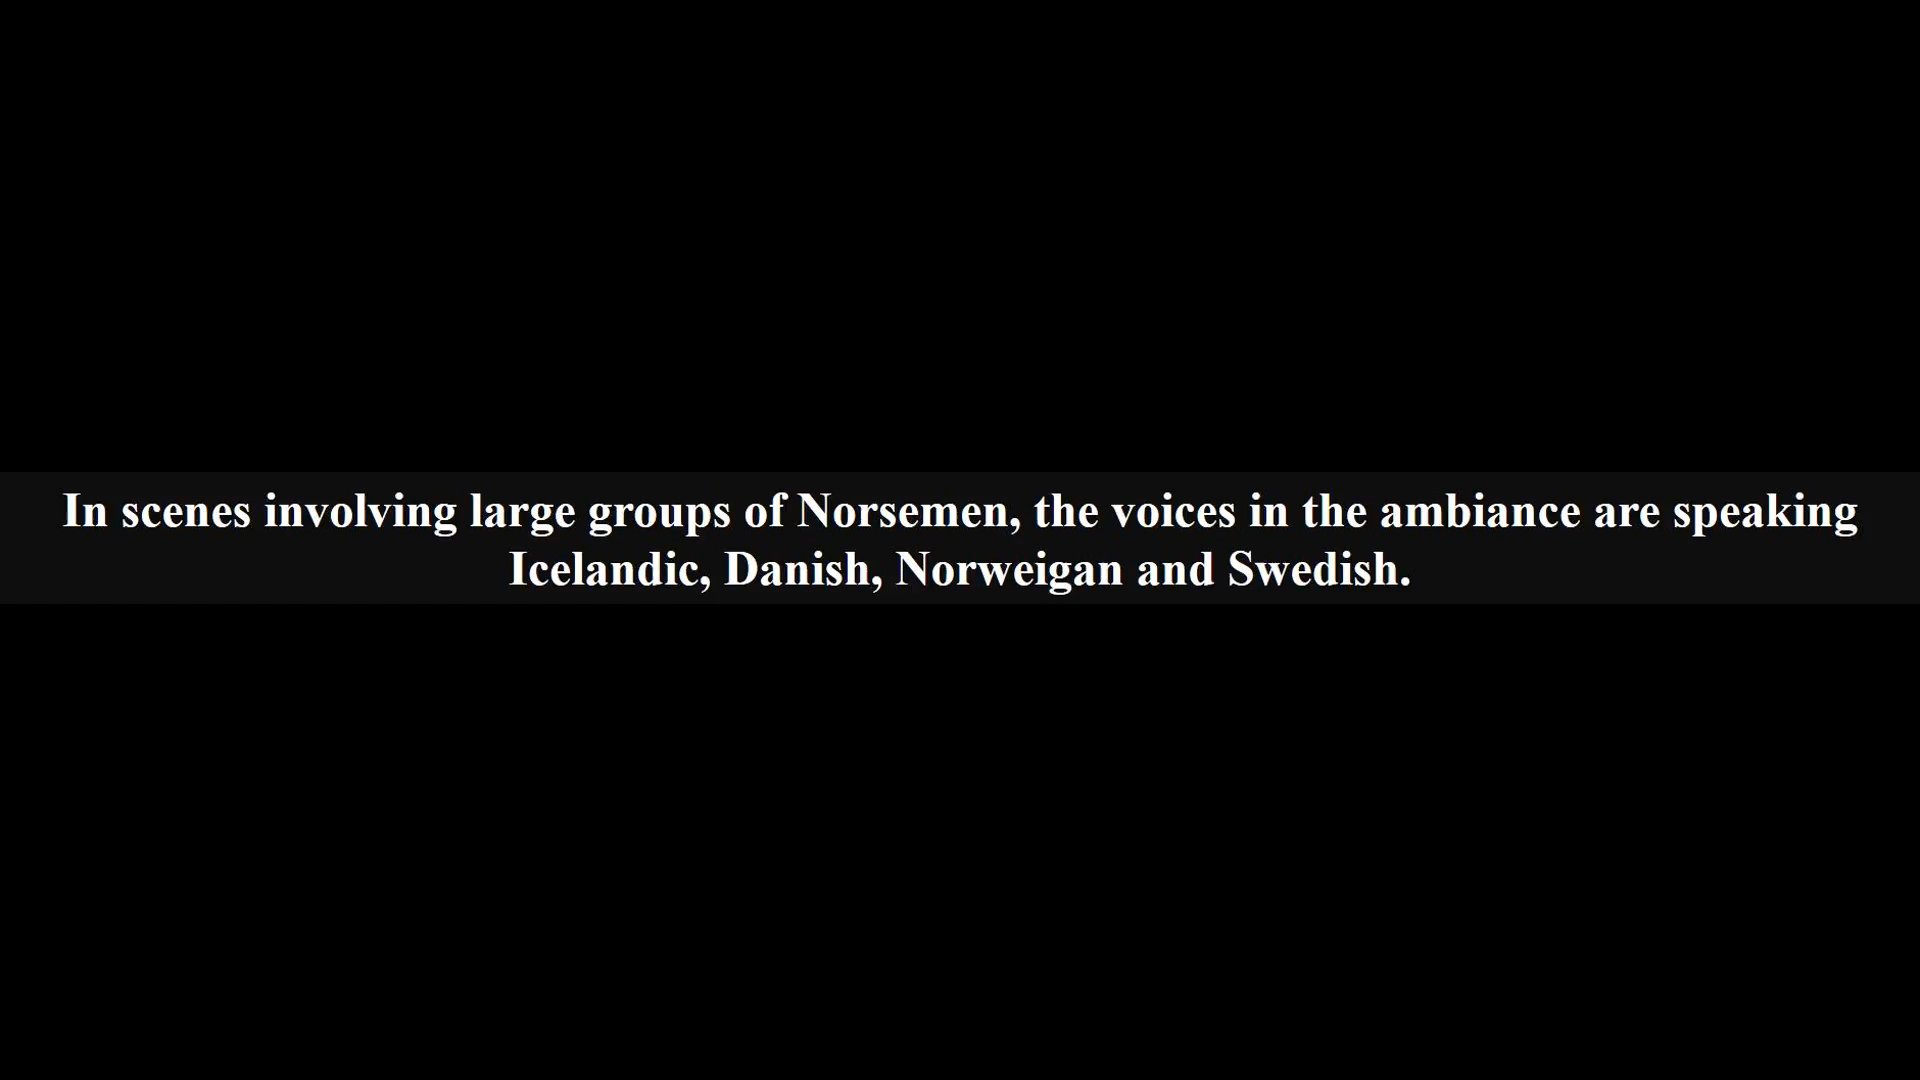 In scenes involving large groups of Norsemen, the voices in the ambiance are speaking
Icelandic, Danish, Norweigan and Swedish.